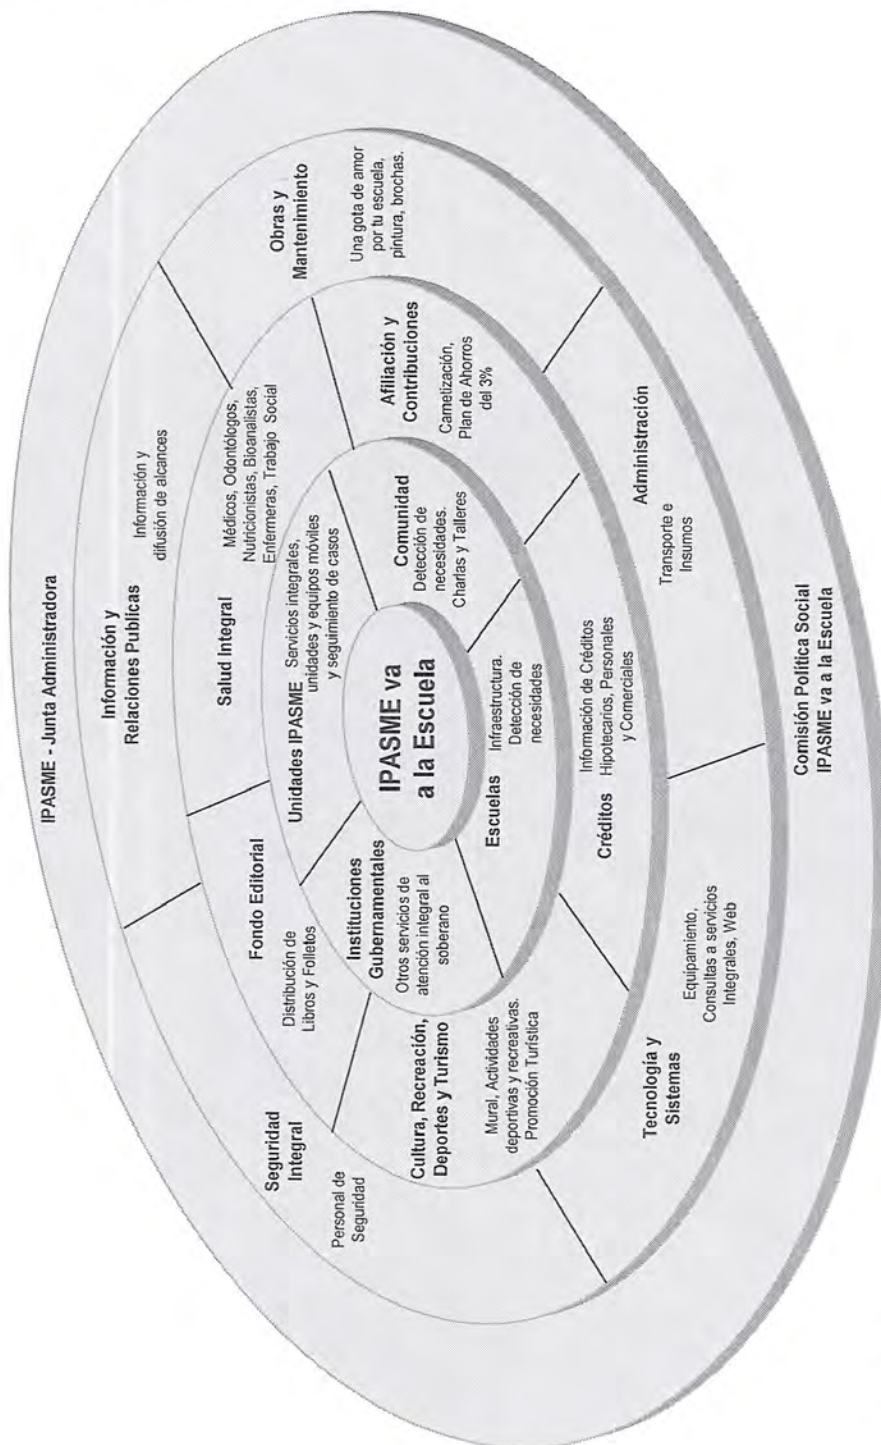 IPASME - Junta Administradora
Información y
Relaciones Publicas
Información y
difusión de alcances
Obras y
Mantenimiento
Una gota de amor
por tu escuela,
pintura, brochas.
Seguridad
Integral
Personal de
Seguridad
Tecnología y
Sistemas
Equipamiento,
Consultas a servicios
Integrales, Web
Administración
Transporte e
Insumos
Salud Integral
Médicos, Odontólogos,
Nutricionistas, Bioanalistas,
Enfermeras, Trabajo Social
Afiliación y
Contribuciones
Carnetización,
Plan de Ahorros
del 3%
Fondo Editorial
Distribución de
Libros y Folletos
Cultura, Recreación,
Deportes y Turismo
Mural, Actividades
deportivas y recreativas.
Promoción Turística
Créditos
Información de Créditos
Hipotecarios, Personales
y Comerciales
Unidades IPASME
Servicios integrales,
unidades y equipos móviles
y seguimiento de casos
Comunidad
Detección de
necesidades.
Charlas y Talleres
Instituciones
Gubernamentales
Otros servicios de
atención integral al
soberano
Escuelas
Infraestructura.
Detección de
necesidades
IPASME va
a la Escuela
Comisión Política Social
IPASME va a la Escuela